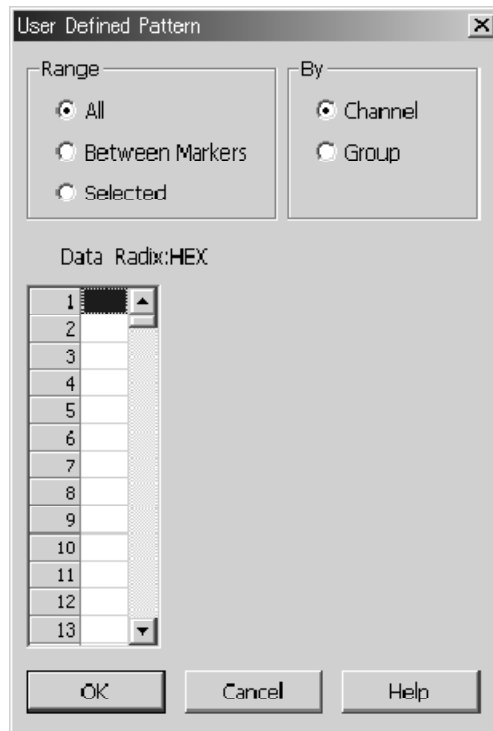 User Defined Pattern
Range
All
Between Markers
Selected
By
Channel
Group
Data Radix:HEX
1
2
3
4
5
6
7
8
9
10
11
12
13
OK Cancel Help